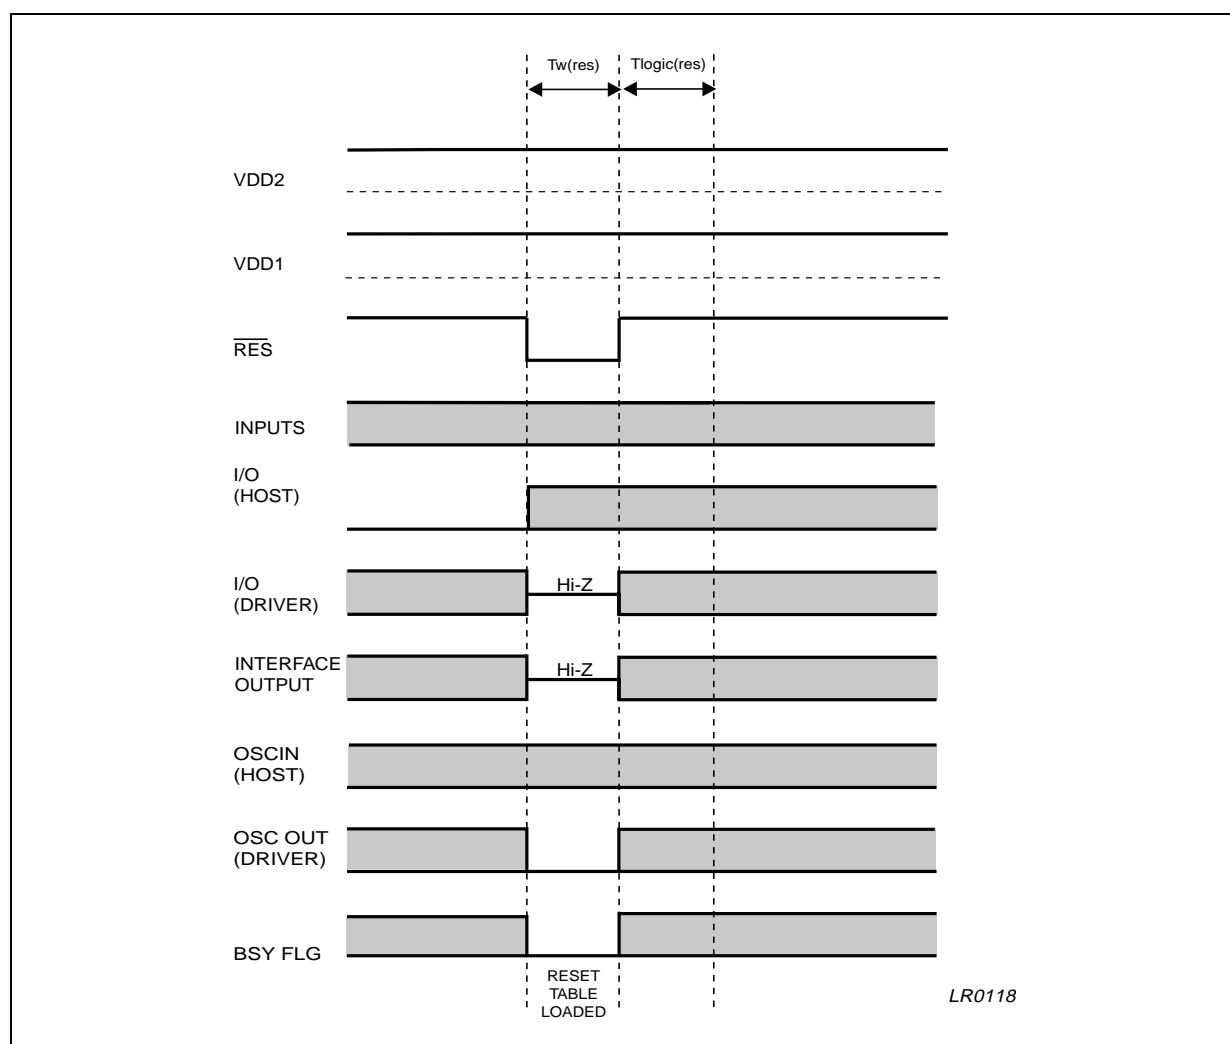 Tw(res)
Tlogic(res)
VDD2
VDD1
RES
INPUTS
I/O
(HOST)
I/O
(DRIVER)
Hi-Z
INTERFACE
OUTPUT
Hi-Z
OSCIN
(HOST)
OSC OUT
(DRIVER)
BSY FLG
RESET
TABLE
LOADED
LR0118